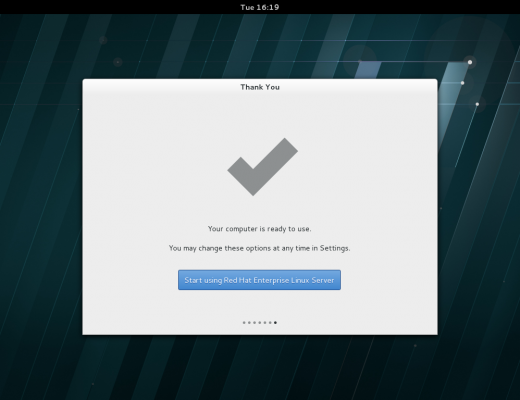 Tue 16:19
Thank You
Your computer is ready to use.
You may change these options at any time in Settings.
Start using Red Hat Enterprise Linux Server